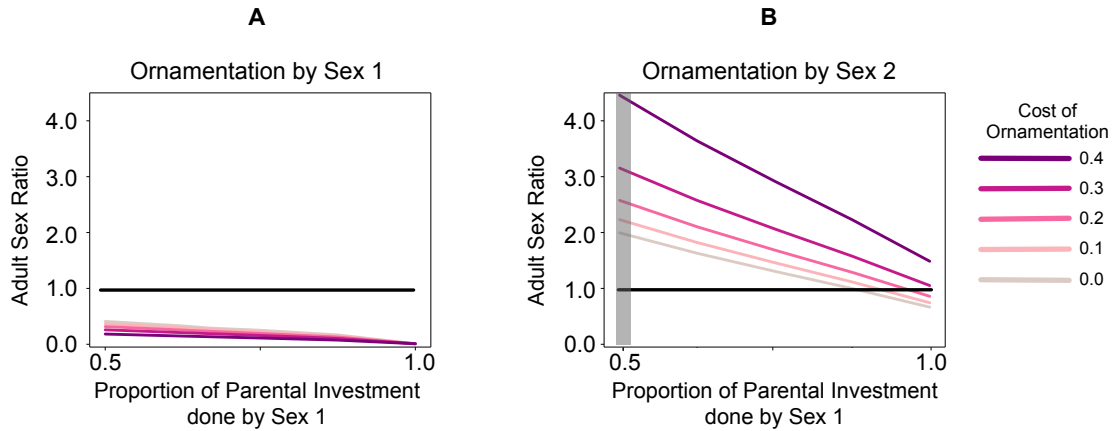 A
Ornamentation by Sex 1
Adult Sex Ratio
4.0
3.0
2.0
1.0
0.0
0.5
1.0
Proportion of Parental Investment
done by Sex 1
B
Ornamentation by Sex 2
Adult Sex Ratio
4.0
3.0
2.0
1.0
0.0
0.5
1.0
Proportion of Parental Investment
done by Sex 1
Cost of
Ornamentation
0.4
0.3
0.2
0.1
0.0